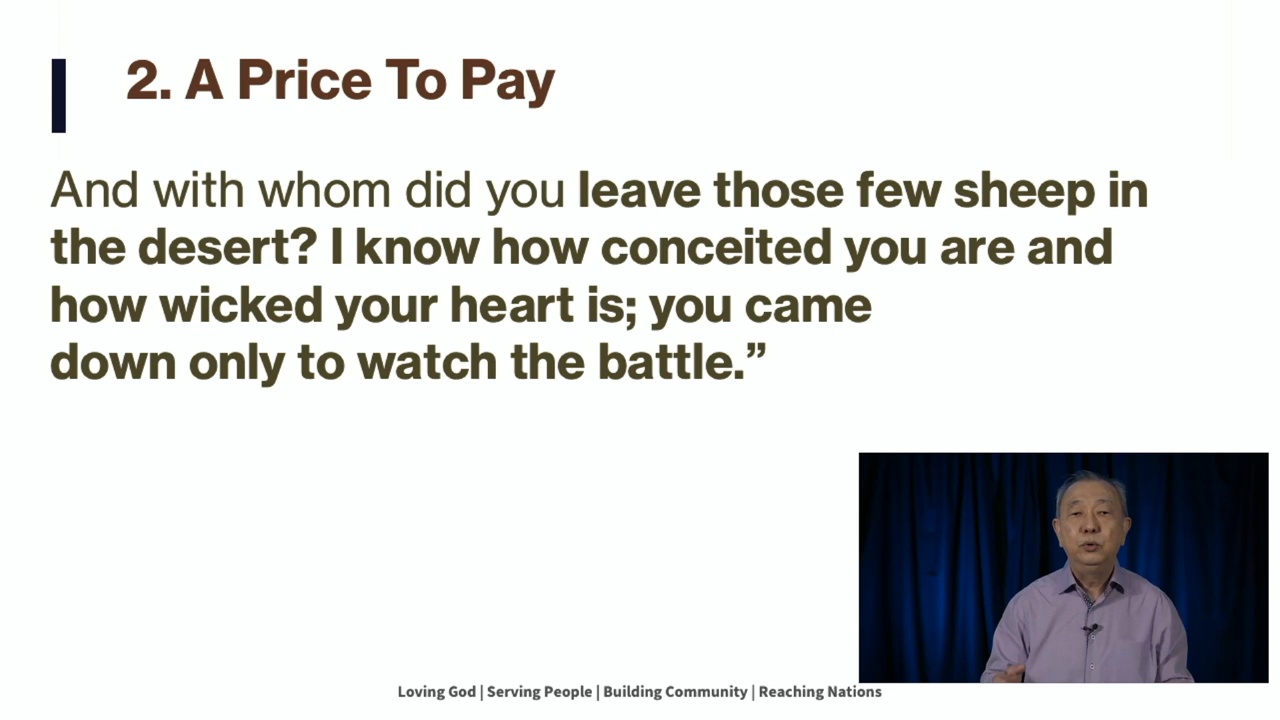 2. A Price To Pay
And with whom did you leave those few sheep in
the desert? I know how conceited you are and
how wicked your heart is; you came
down only to watch the battle.”
Loving God | Serving People | Building Community | Reaching Nations